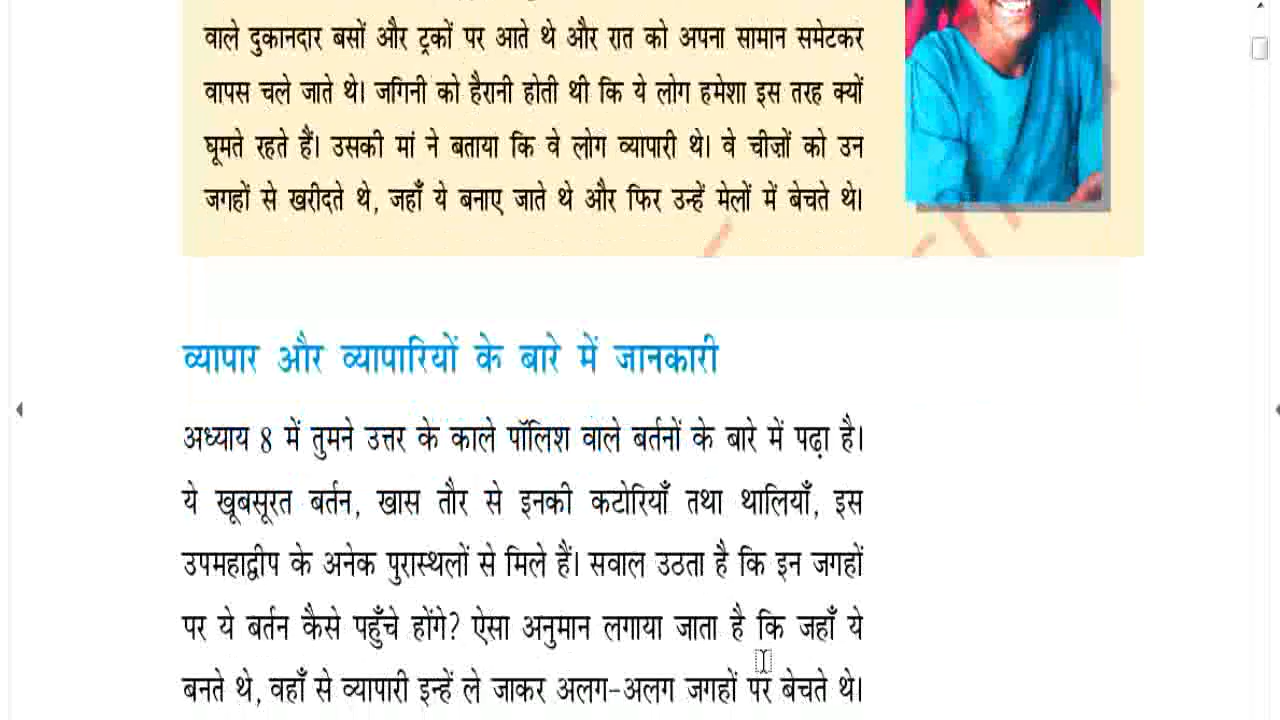 वाले दुकानदार बसों और ट्रकों पर आते थे और रात को अपना सामान समेटकर
वापस चले जाते थे। जगिनी को हैरानी होती थी कि ये लोग हमेशा इस तरह क्यों
घूमते रहते हैं। उसकी मां ने बताया कि वे लोग व्यापारी थे। वे चीज़ों को उन
जगहों से खरीदते थे, जहाँ ये बनाए जाते थे और फिर उन्हें मेलों में बेचते थे।
व्यापार और व्यापारियों के बारे में जानकारी
अध्याय 8 में तुमने उत्तर के काले पॉलिश वाले बर्तनों के बारे में पढ़ा है।
ये खूबसूरत बर्तन, खास तौर से इनकी कटोरियाँ तथा थालियाँ, इस
उपमहाद्वीप के अनेक पुरास्थलों से मिले हैं। सवाल उठता है कि इन जगहों
पर ये बर्तन कैसे पहुँचे होंगे? ऐसा अनुमान लगाया जाता है कि जहाँ ये
बनते थे, वहाँ से व्यापारी इन्हें ले जाकर अलग-अलग जगहों पर बेचते थे।